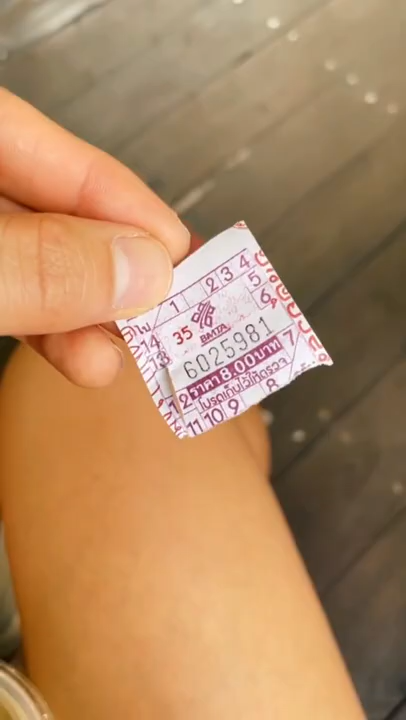 ไป 1 2 3 4
14 35 BMTA 5
13 6025981 6
12 ราคา 8.00 บาท 7
โปรดเก็บไว้ให้ตรวจ
11 10 9 8